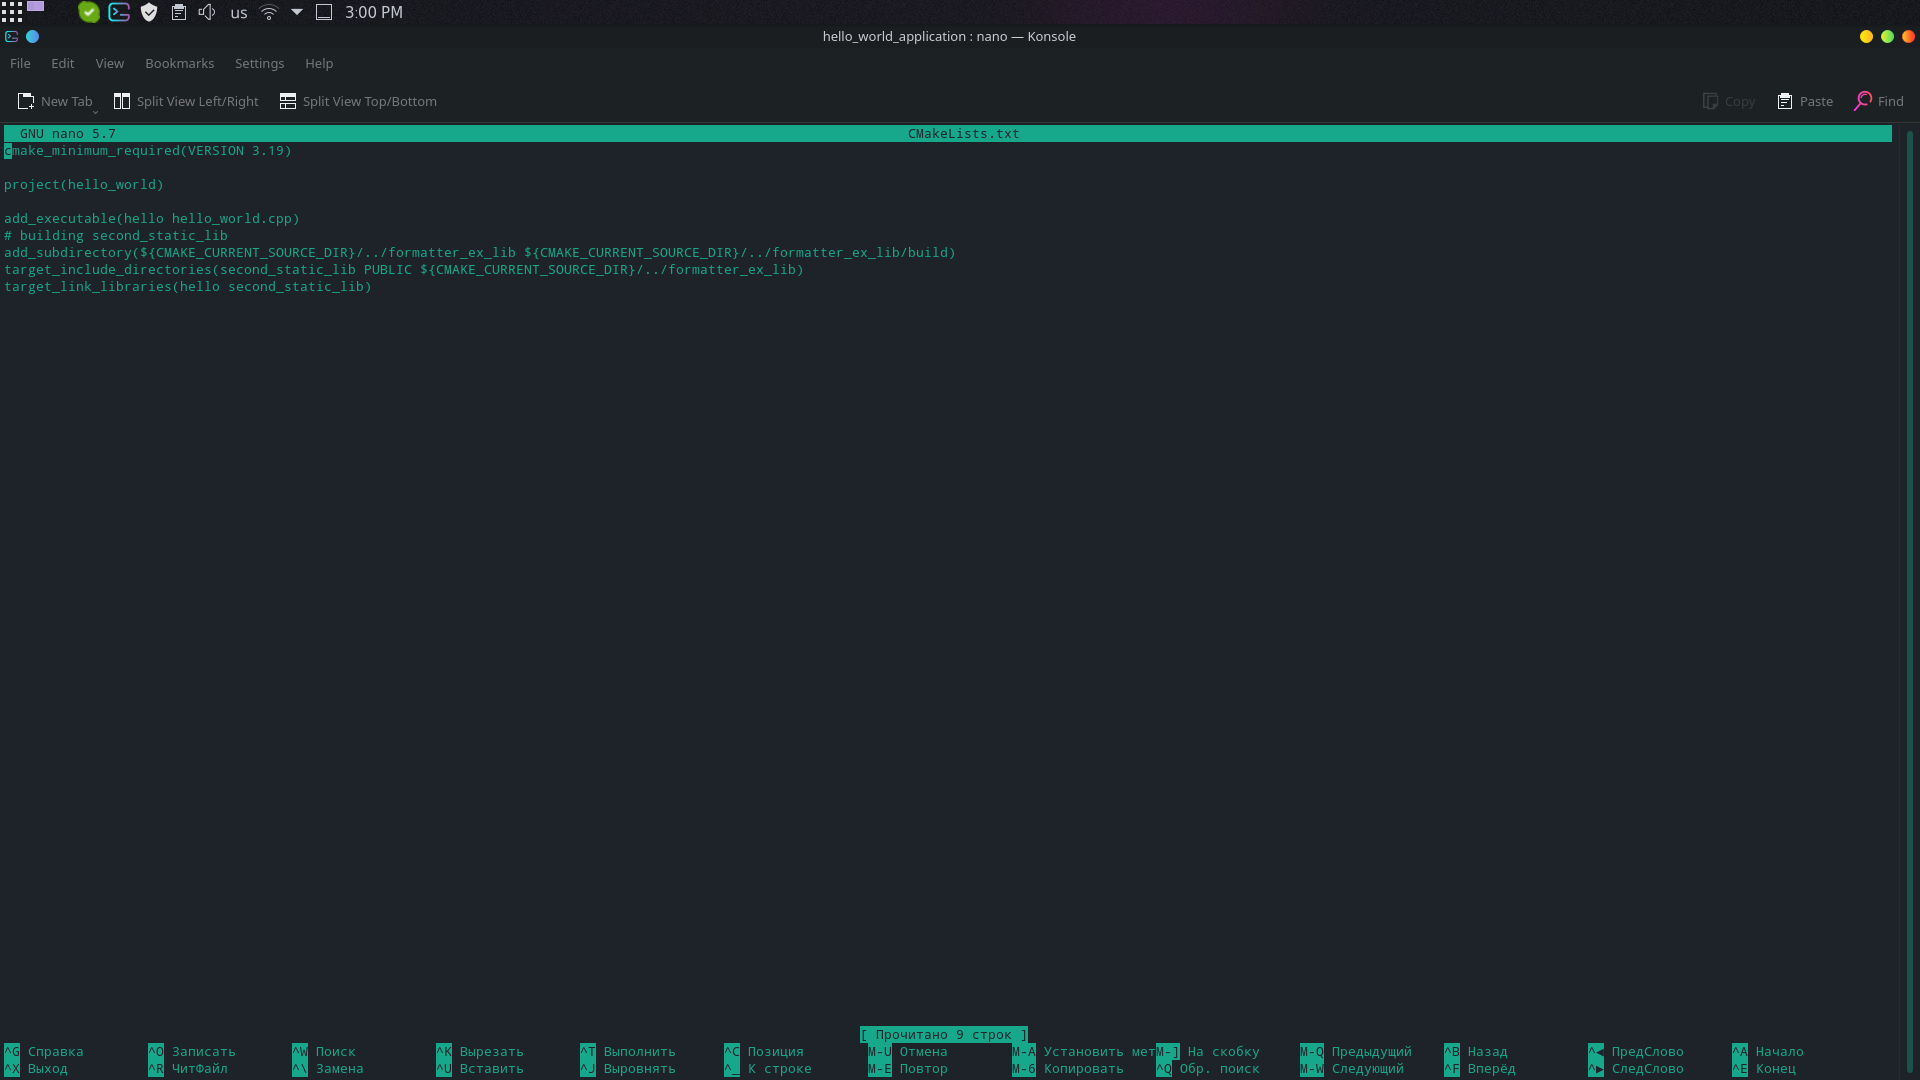 us 3:00 PM
hello_world_application : nano — Konsole
File Edit View Bookmarks Settings Help
New Tab Split View Left/Right Split View Top/Bottom Copy Paste Find
GNU nano 5.7 CMakeLists.txt
cmake_minimum_required(VERSION 3.19)
project(hello_world)
add_executable(hello hello_world.cpp)
# building second_static_lib
add_subdirectory(${CMAKE_CURRENT_SOURCE_DIR}/../formatter_ex_lib ${CMAKE_CURRENT_SOURCE_DIR}/../formatter_ex_lib/build)
target_include_directories(second_static_lib PUBLIC ${CMAKE_CURRENT_SOURCE_DIR}/../formatter_ex_lib)
target_link_libraries(hello second_static_lib)
[ Прочитано 9 строк ]
^G Справка ^O Записать ^W Поиск ^K Вырезать ^T Выполнить ^C Позиция M-U Отмена M-A Установить метM-] На скобку M-Q Предыдущий ^B Назад ^◀ ПредСлово ^A Начало
^X Выход ^R ЧитФайл ^\ Замена ^U Вставить ^J Выровнять ^_ К строке M-E Повтор M-6 Копировать ^Q Обр. поиск M-W Следующий ^F Вперёд ^▶ СледСлово ^E Конец